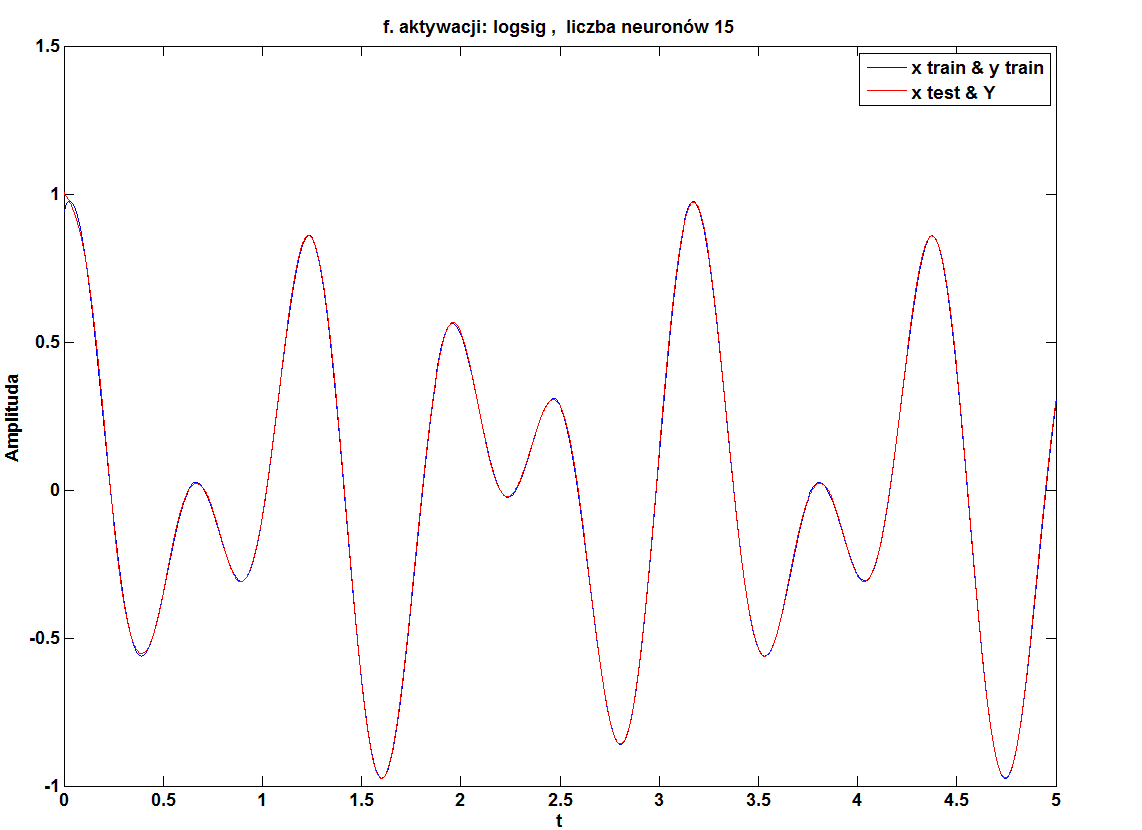 f. aktywacji: logsig ,  liczba neuronów 15
x train & y train
x test & Y
1.5
1
0.5
0
-0.5
-1
Amplituda
0 0.5 1 1.5 2 2.5 3 3.5 4 4.5 5
t